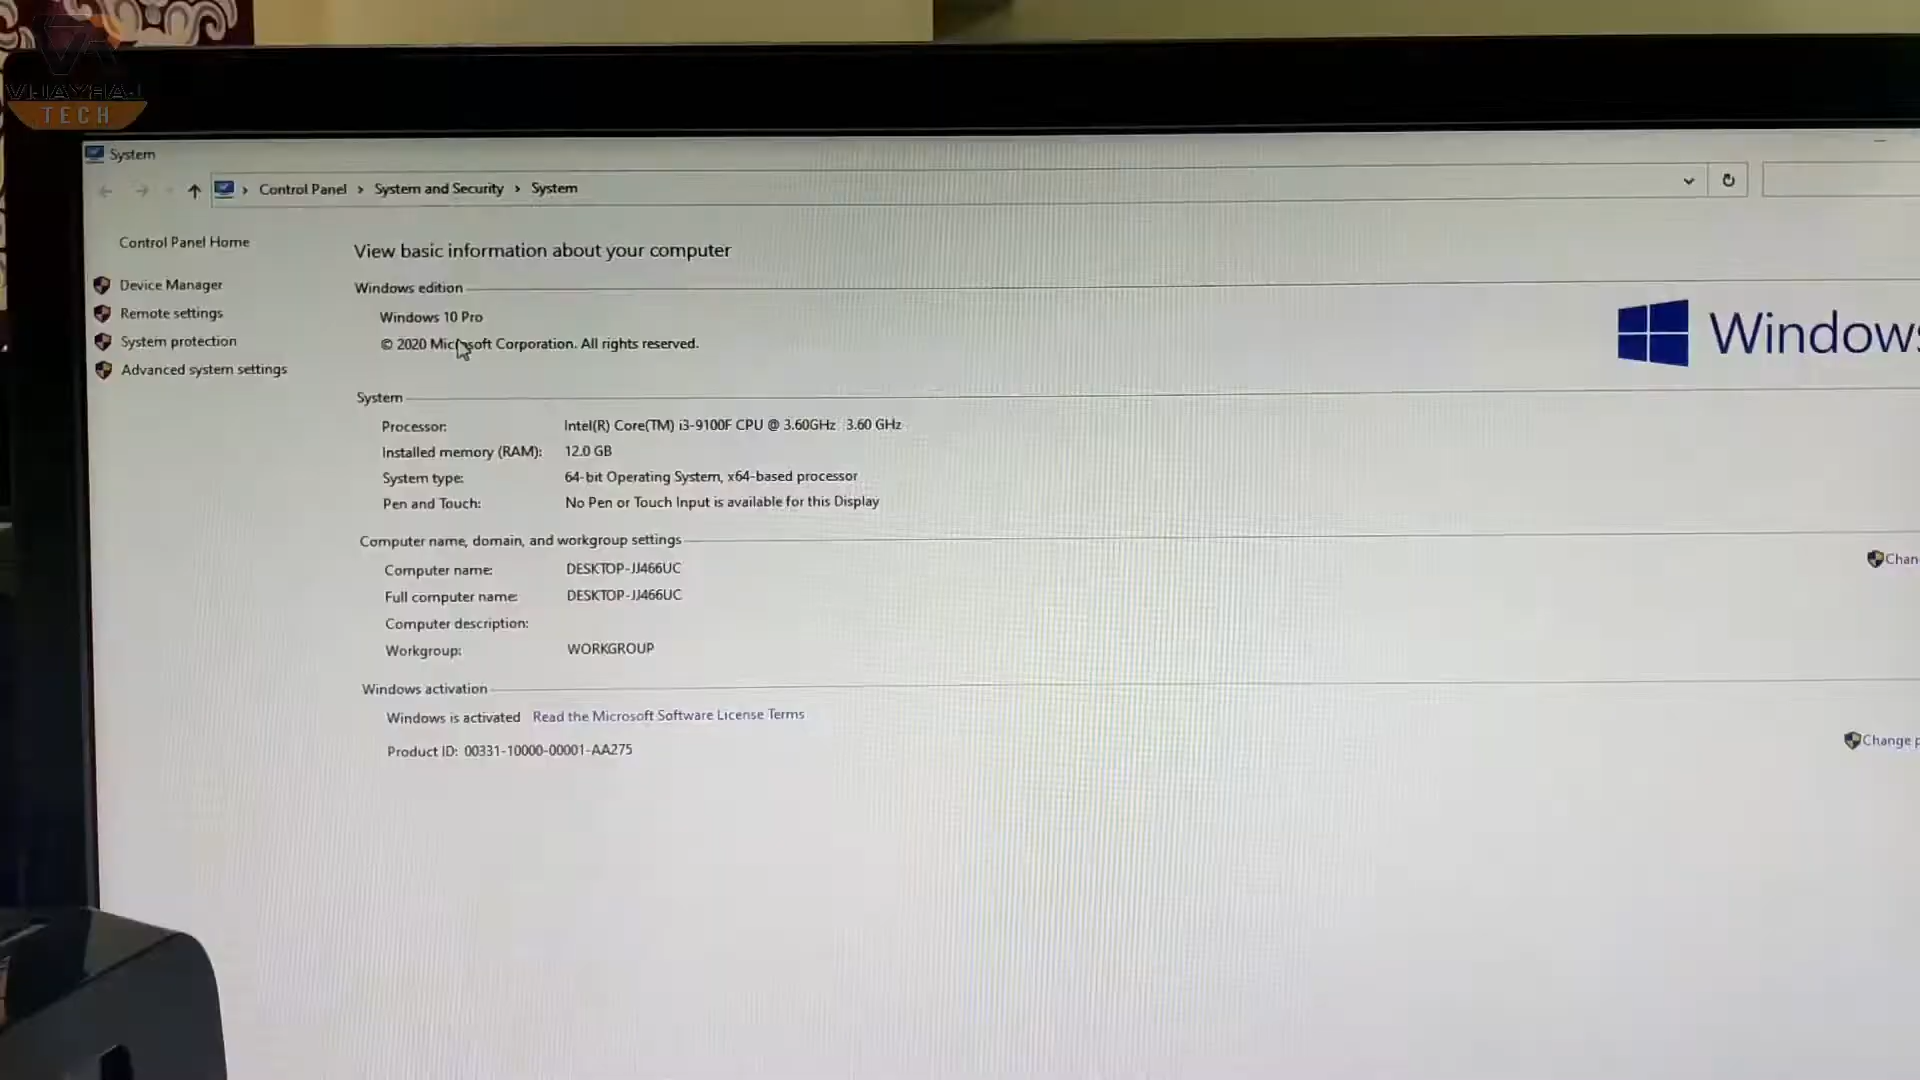 VIJAYHAJ
TECH
System
Control Panel › System and Security › System
Control Panel Home
Device Manager
Remote settings
System protection
Advanced system settings
View basic information about your computer
Windows edition
Windows 10 Pro
© 2020 Microsoft Corporation. All rights reserved.
Windows
System
Processor: Intel(R) Core(TM) i3-9100F CPU @ 3.60GHz 3.60 GHz
Installed memory (RAM): 12.0 GB
System type: 64-bit Operating System, x64-based processor
Pen and Touch: No Pen or Touch Input is available for this Display
Computer name, domain, and workgroup settings
Computer name: DESKTOP-JJ466UC
Chan
Full computer name: DESKTOP-JJ466UC
Computer description:
Workgroup: WORKGROUP
Windows activation
Windows is activated Read the Microsoft Software License Terms
Product ID: 00331-10000-00001-AA275
Change p